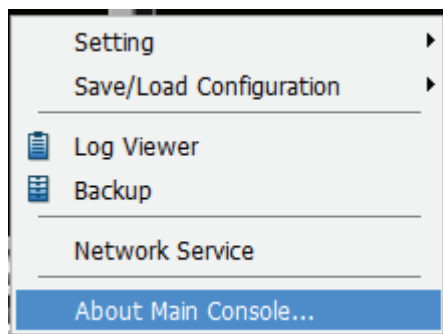 Setting
Save/Load Configuration
Log Viewer
Backup
Network Service
About Main Console...